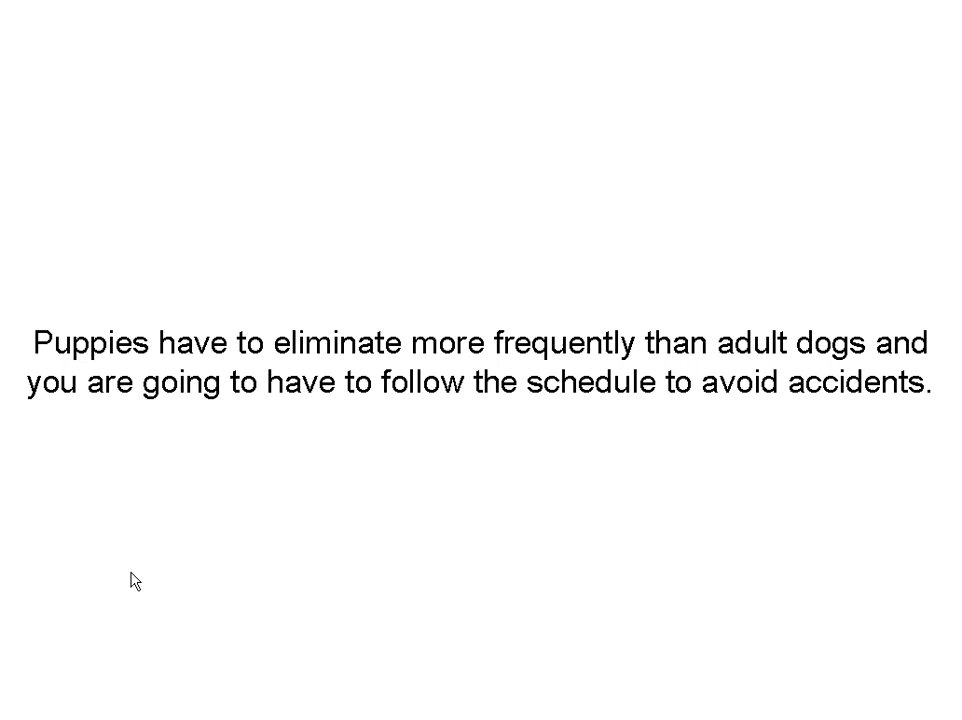 Puppies have to eliminate more frequently than adult dogs and
you are going to have to follow the schedule to avoid accidents.